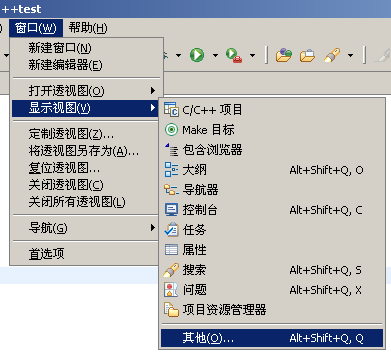 ++test
) 窗口(W) 帮助(H)
新建窗口(N)
新建编辑器(E)
打开透视图(O)
显示视图(V)
定制透视图(Z)...
将透视图另存为(A)...
复位透视图...
关闭透视图(C)
关闭所有透视图(L)
导航(G)
首选项
C/C++ 项目
Make 目标
包含浏览器
大纲 Alt+Shift+Q, O
导航器
控制台 Alt+Shift+Q, C
任务
属性
搜索 Alt+Shift+Q, S
问题 Alt+Shift+Q, X
项目资源管理器
其他(O)... Alt+Shift+Q, Q